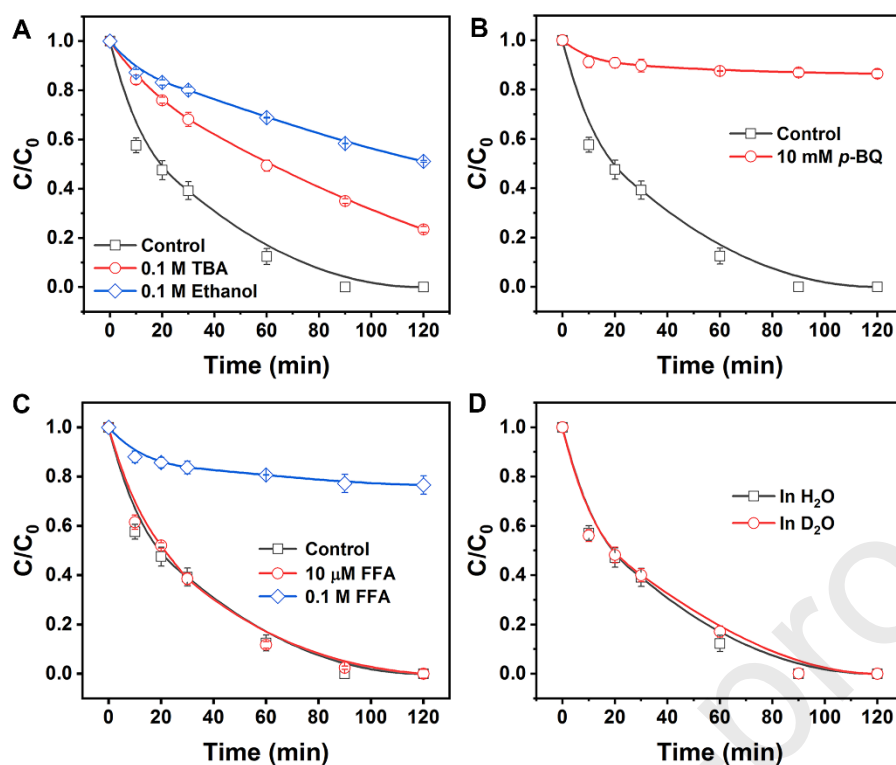 A
C/C0
1.0
0.8
0.6
0.4
0.2
0.0
Control
0.1 M TBA
0.1 M Ethanol
0 20 40 60 80 100 120
Time (min)
B
C/C0
1.0
0.8
0.6
0.4
0.2
0.0
Control
10 mM p-BQ
0 20 40 60 80 100 120
Time (min)
C
C/C0
1.0
0.8
0.6
0.4
0.2
0.0
Control
10 μM FFA
0.1 M FFA
0 20 40 60 80 100 120
Time (min)
D
C/C0
1.0
0.8
0.6
0.4
0.2
0.0
In H2O
In D2O
0 20 40 60 80 100 120
Time (min)
pro